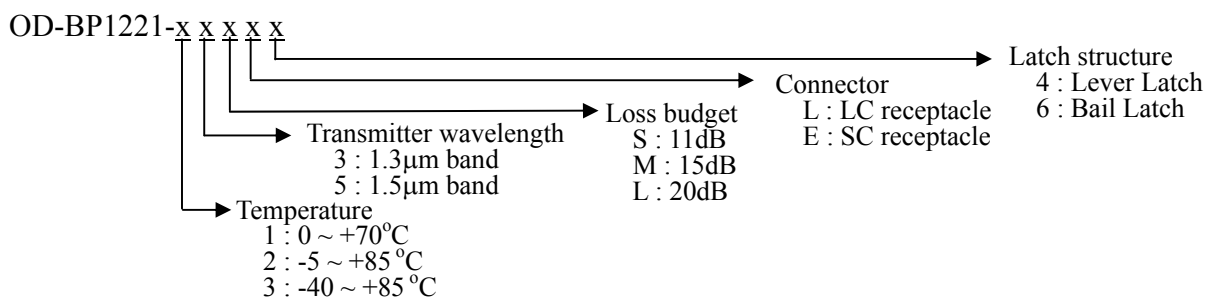 OD-BP1221-x x x x x
Latch structure
4 : Lever Latch
6 : Bail Latch
Connector
L : LC receptacle
E : SC receptacle
Loss budget
S : 11dB
M : 15dB
L : 20dB
Transmitter wavelength
3 : 1.3μm band
5 : 1.5μm band
Temperature
1 : 0 ~ +70°C
2 : -5 ~ +85°C
3 : -40 ~ +85°C